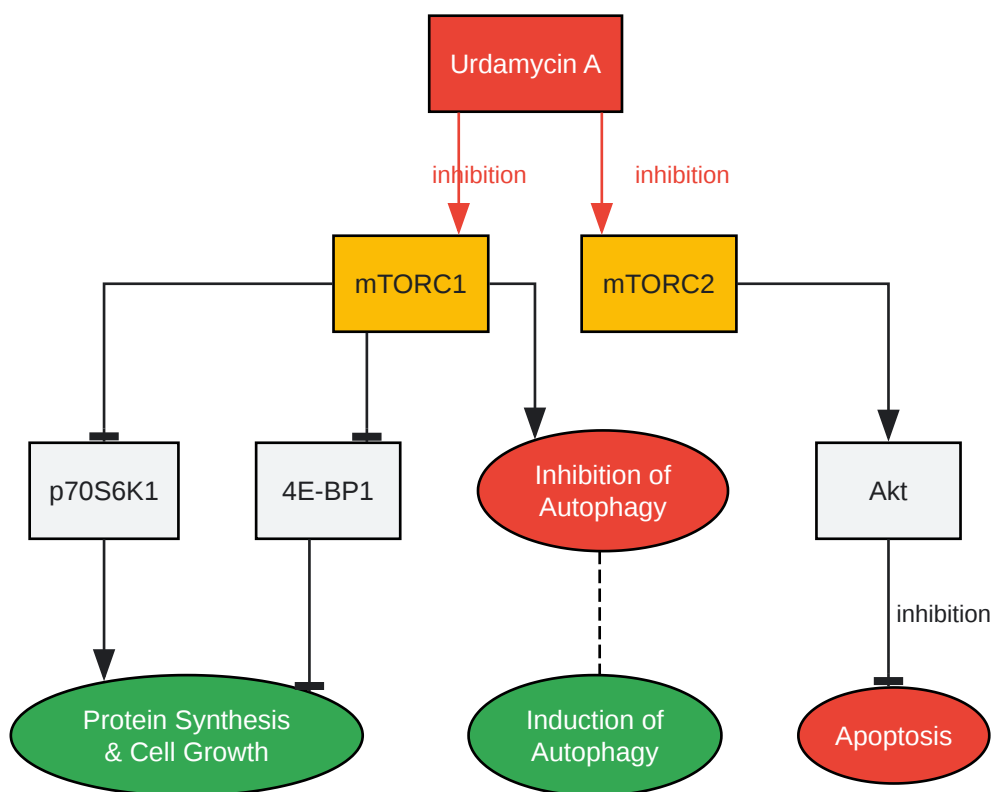 Urdamycin A
inhibition
inhibition
mTORC1
mTORC2
p70S6K1
4E-BP1
Inhibition of
Autophagy
Akt
inhibition
Protein Synthesis
& Cell Growth
Induction of
Autophagy
Apoptosis